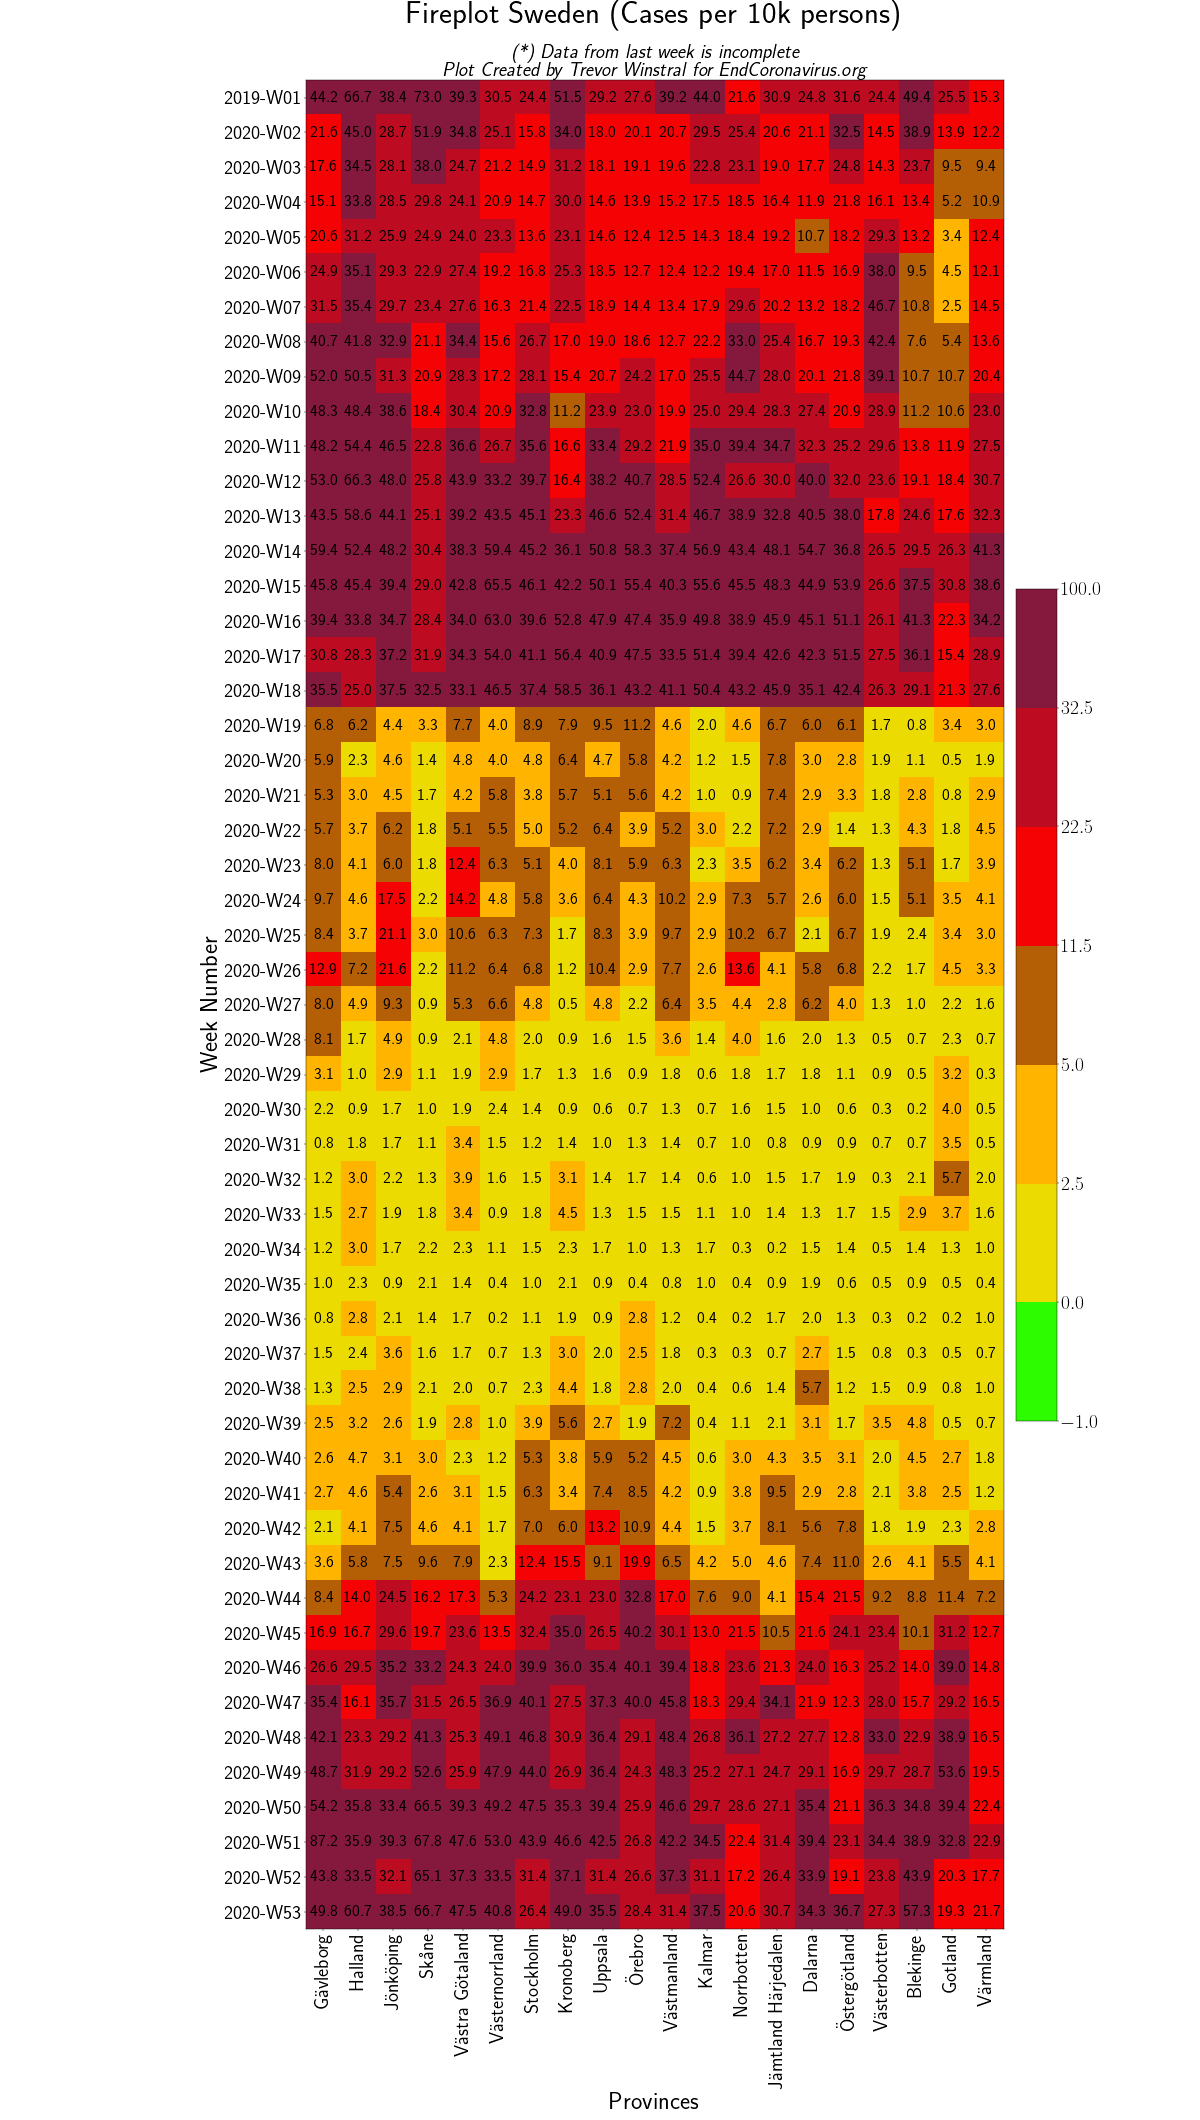 Fireplot Sweden (Cases per 10k persons)
(*) Data from last week is incomplete
Plot Created by Trevor Winstral for EndCoronavirus.org
2019-W01 44.2 66.7 38.4 73.0 39.3 30.5 24.4 51.5 29.2 27.6 39.2 44.0 21.6 30.9 24.8 31.6 24.4 49.4 25.5 15.3
2020-W02 21.6 45.0 28.7 51.9 34.8 25.1 15.8 34.0 18.0 20.1 20.7 29.5 25.4 20.6 21.1 32.5 14.5 38.9 13.9 12.2
2020-W03 17.6 34.5 28.1 38.0 24.7 21.2 14.9 31.2 18.1 19.1 19.6 22.8 23.1 19.0 17.7 24.8 14.3 23.7 9.5 9.4
2020-W04 15.1 33.8 28.5 29.8 24.1 20.9 14.7 30.0 14.6 13.9 15.2 17.5 18.5 16.4 11.9 21.8 16.1 13.4 5.2 10.9
2020-W05 20.6 31.2 25.9 24.9 24.0 23.3 13.6 23.1 14.6 12.4 12.5 14.3 18.4 19.2 10.7 18.2 29.3 13.2 3.4 12.4
2020-W06 24.9 35.1 29.3 22.9 27.4 19.2 16.8 25.3 18.5 12.7 12.4 12.2 19.4 17.0 11.5 16.9 38.0 9.5 4.5 12.1
2020-W07 31.5 35.4 29.7 23.4 27.6 16.3 21.4 22.5 18.9 14.4 13.4 17.9 29.6 20.2 13.2 18.2 46.7 10.8 2.5 14.5
2020-W08 40.7 41.8 32.9 21.1 34.4 15.6 26.7 17.0 19.0 18.6 12.7 22.2 33.0 25.4 16.7 19.3 42.4 7.6 5.4 13.6
2020-W09 52.0 50.5 31.3 20.9 28.3 17.2 28.1 15.4 20.7 24.2 17.0 25.5 44.7 28.0 20.1 21.8 39.1 10.7 10.7 20.4
2020-W10 48.3 48.4 38.6 18.4 30.4 20.9 32.8 11.2 23.9 23.0 19.9 25.0 29.4 28.3 27.4 20.9 28.9 11.2 10.6 23.0
2020-W11 48.2 54.4 46.5 22.8 36.6 26.7 35.6 16.6 33.4 29.2 21.9 35.0 39.4 34.7 32.3 25.2 29.6 13.8 11.9 27.5
2020-W12 53.0 66.3 48.0 25.8 43.9 33.2 39.7 16.4 38.2 40.7 28.5 52.4 26.6 30.0 40.0 32.0 23.6 19.1 18.4 30.7
2020-W13 43.5 58.6 44.1 25.1 39.2 43.5 45.1 23.3 46.6 52.4 31.4 46.7 38.9 32.8 40.5 38.0 17.8 24.6 17.6 32.3
2020-W14 59.4 52.4 48.2 30.4 38.3 59.4 45.2 36.1 50.8 58.3 37.4 56.9 43.4 48.1 54.7 36.8 26.5 29.5 26.3 41.3
2020-W15 45.8 45.4 39.4 29.0 42.8 65.5 46.1 42.2 50.1 55.4 40.3 55.6 45.5 48.3 44.9 53.9 26.6 37.5 30.8 38.6
2020-W16 39.4 33.8 34.7 28.4 34.0 63.0 39.6 52.8 47.9 47.4 35.9 49.8 38.9 45.9 45.1 51.1 26.1 41.3 22.3 34.2
2020-W17 30.8 28.3 37.2 31.9 34.3 54.0 41.1 56.4 40.9 47.5 33.5 51.4 39.4 42.6 42.3 51.5 27.5 36.1 15.4 28.9
2020-W18 35.5 25.0 37.5 32.5 33.1 46.5 37.4 58.5 36.1 43.2 41.1 50.4 43.2 45.9 35.1 42.4 26.3 29.1 21.3 27.6
2020-W19 6.8 6.2 4.4 3.3 7.7 4.0 8.9 7.9 9.5 11.2 4.6 2.0 4.6 6.7 6.0 6.1 1.7 0.8 3.4 3.0
2020-W20 5.9 2.3 4.6 1.4 4.8 4.0 4.8 6.4 4.7 5.8 4.2 1.2 1.5 7.8 3.0 2.8 1.9 1.1 0.5 1.9
2020-W21 5.3 3.0 4.5 1.7 4.2 5.8 3.8 5.7 5.1 5.6 4.2 1.0 0.9 7.4 2.9 3.3 1.8 2.8 0.8 2.9
2020-W22 5.7 3.7 6.2 1.8 5.1 5.5 5.0 5.2 6.4 3.9 5.2 3.0 2.2 7.2 2.9 1.4 1.3 4.3 1.8 4.5
2020-W23 8.0 4.1 6.0 1.8 12.4 6.3 5.1 4.0 8.1 5.9 6.3 2.3 3.5 6.2 3.4 6.2 1.3 5.1 1.7 3.9
2020-W24 9.7 4.6 17.5 2.2 14.2 4.8 5.8 3.6 6.4 4.3 10.2 2.9 7.3 5.7 2.6 6.0 1.5 5.1 3.5 4.1
2020-W25 8.4 3.7 21.1 3.0 10.6 6.3 7.3 1.7 8.3 3.9 9.7 2.9 10.2 6.7 2.1 6.7 1.9 2.4 3.4 3.0
2020-W26 12.9 7.2 21.6 2.2 11.2 6.4 6.8 1.2 10.4 2.9 7.7 2.6 13.6 4.1 5.8 6.8 2.2 1.7 4.5 3.3
2020-W27 8.0 4.9 9.3 0.9 5.3 6.6 4.8 0.5 4.8 2.2 6.4 3.5 4.4 2.8 6.2 4.0 1.3 1.0 2.2 1.6
2020-W28 8.1 1.7 4.9 0.9 2.1 4.8 2.0 0.9 1.6 1.5 3.6 1.4 4.0 1.6 2.0 1.3 0.5 0.7 2.3 0.7
2020-W29 3.1 1.0 2.9 1.1 1.9 2.9 1.7 1.3 1.6 0.9 1.8 0.6 1.8 1.7 1.8 1.1 0.9 0.5 3.2 0.3
2020-W30 2.2 0.9 1.7 1.0 1.9 2.4 1.4 0.9 0.6 0.7 1.3 0.7 1.6 1.5 1.0 0.6 0.3 0.2 4.0 0.5
2020-W31 0.8 1.8 1.7 1.1 3.4 1.5 1.2 1.4 1.0 1.3 1.4 0.7 1.0 0.8 0.9 0.9 0.7 0.7 3.5 0.5
2020-W32 1.2 3.0 2.2 1.3 3.9 1.6 1.5 3.1 1.4 1.7 1.4 0.6 1.0 1.5 1.7 1.9 0.3 2.1 5.7 2.0
2020-W33 1.5 2.7 1.9 1.8 3.4 0.9 1.8 4.5 1.3 1.5 1.5 1.1 1.0 1.4 1.3 1.7 1.5 2.9 3.7 1.6
2020-W34 1.2 3.0 1.7 2.2 2.3 1.1 1.5 2.3 1.7 1.0 1.3 1.7 0.3 0.2 1.5 1.4 0.5 1.4 1.3 1.0
2020-W35 1.0 2.3 0.9 2.1 1.4 0.4 1.0 2.1 0.9 0.4 0.8 1.0 0.4 0.9 1.9 0.6 0.5 0.9 0.5 0.4
2020-W36 0.8 2.8 2.1 1.4 1.7 0.2 1.1 1.9 0.9 2.8 1.2 0.4 0.2 1.7 2.0 1.3 0.3 0.2 0.2 1.0
2020-W37 1.5 2.4 3.6 1.6 1.7 0.7 1.3 3.0 2.0 2.5 1.8 0.3 0.3 0.7 2.7 1.5 0.8 0.3 0.5 0.7
2020-W38 1.3 2.5 2.9 2.1 2.0 0.7 2.3 4.4 1.8 2.8 2.0 0.4 0.6 1.4 5.7 1.2 1.5 0.9 0.8 1.0
2020-W39 2.5 3.2 2.6 1.9 2.8 1.0 3.9 5.6 2.7 1.9 7.2 0.4 1.1 2.1 3.1 1.7 3.5 4.8 0.5 0.7
2020-W40 2.6 4.7 3.1 3.0 2.3 1.2 5.3 3.8 5.9 5.2 4.5 0.6 3.0 4.3 3.5 3.1 2.0 4.5 2.7 1.8
2020-W41 2.7 4.6 5.4 2.6 3.1 1.5 6.3 3.4 7.4 8.5 4.2 0.9 3.8 9.5 2.9 2.8 2.1 3.8 2.5 1.2
2020-W42 2.1 4.1 7.5 4.6 4.1 1.7 7.0 6.0 13.2 10.9 4.4 1.5 3.7 8.1 5.6 7.8 1.8 1.9 2.3 2.8
2020-W43 3.6 5.8 7.5 9.6 7.9 2.3 12.4 15.5 9.1 19.9 6.5 4.2 5.0 4.6 7.4 11.0 2.6 4.1 5.5 4.1
2020-W44 8.4 14.0 24.5 16.2 17.3 5.3 24.2 23.1 23.0 32.8 17.0 7.6 9.0 4.1 15.4 21.5 9.2 8.8 11.4 7.2
2020-W45 16.9 16.7 29.6 19.7 23.6 13.5 32.4 35.0 26.5 40.2 30.1 13.0 21.5 10.5 21.6 24.1 23.4 10.1 31.2 12.7
2020-W46 26.6 29.5 35.2 33.2 24.3 24.0 39.9 36.0 35.4 40.1 39.4 18.8 23.6 21.3 24.0 16.3 25.2 14.0 39.0 14.8
2020-W47 35.4 16.1 35.7 31.5 26.5 36.9 40.1 27.5 37.3 40.0 45.8 18.3 29.4 34.1 21.9 12.3 28.0 15.7 29.2 16.5
2020-W48 42.1 23.3 29.2 41.3 25.3 49.1 46.8 30.9 36.4 29.1 48.4 26.8 36.1 27.2 27.7 12.8 33.0 22.9 38.9 16.5
2020-W49 48.7 31.9 29.2 52.6 25.9 47.9 44.0 26.9 36.4 24.3 48.3 25.2 27.1 24.7 29.1 16.9 29.7 28.7 53.6 19.5
2020-W50 54.2 35.8 33.4 66.5 39.3 49.2 47.5 35.3 39.4 25.9 46.6 29.7 28.6 27.1 35.4 21.1 36.3 34.8 39.4 22.4
2020-W51 87.2 35.9 39.3 67.8 47.6 53.0 43.9 46.6 42.5 26.8 42.2 34.5 22.4 31.4 39.4 23.1 34.4 38.9 32.8 22.9
2020-W52 43.8 33.5 32.1 65.1 37.3 33.5 31.4 37.1 31.4 26.6 37.3 31.1 17.2 26.4 33.9 19.1 23.8 43.9 20.3 17.7
2020-W53 49.8 60.7 38.5 66.7 47.5 40.8 26.4 49.0 35.5 28.4 31.4 37.5 20.6 30.7 34.3 36.7 27.3 57.3 19.3 21.7
Week Number
Gävleborg
Halland
Jönköping
Skåne
Västra Götaland
Västernorrland
Stockholm
Kronoberg
Uppsala
Örebro
Västmanland
Kalmar
Norrbotten
Jämtland Härjedalen
Dalarna
Östergötland
Västerbotten
Blekinge
Gotland
Värmland
Provinces
100.0
32.5
22.5
11.5
5.0
2.5
0.0
−1.0